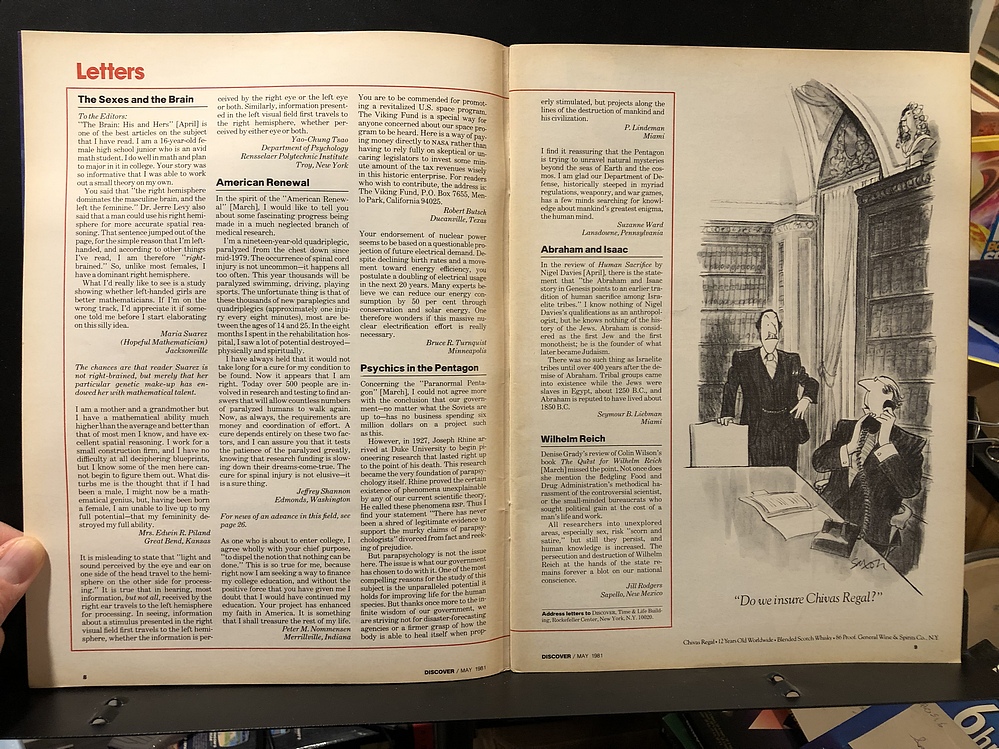 Letters
The Sexes and the Brain
To the Editors:
"The Brain: His and Hers" [April] is
one of the best articles on the subject
that I have read. I am a 16-year-old fe-
male high school junior who is an avid
math student. I do well in math and plan
to major in it in college. Your story was
so informative that I was able to work
out a small theory on my own.
You said that "the right hemisphere
dominates the masculine brain, and the
left the feminine." Dr. Jerre Levy also
said that a man could use his right hemi-
sphere for more accurate spatial rea-
soning. That sentence jumped out of the
page, for the simple reason that I'm left-
handed, and according to other things
I've read, I am therefore "right-
brained." So, unlike most females, I
have a dominant right hemisphere.
What I'd really like to see is a study
showing whether left-handed girls are
better mathematicians. If I'm on the
wrong track, I'd appreciate it if some-
one told me before I start elaborating
on this silly idea.
Maria Suarez
(Hopeful Mathematician)
Jacksonville
The chances are that reader Suarez is
not right-brained, but merely that her
particular genetic make-up has en-
dowed her with mathematical talent.
I am a mother and a grandmother but
I have a mathematical ability much
higher than the average and better than
that of most men I know, and have exc-
ellent spatial reasoning. I work for a
small construction firm, and I have no
difficulty at all deciphering blueprints,
but I know some of the men here can-
not begin to figure them out. What dis-
turbs me is the thought that if I had
been a male, I might now be a math-
ematical genius, but, having been born
a female, I am unable to live up to my
full potential—that my femininity de-
stroyed my full ability.
Mrs. Edwin R. Piland
Great Bend, Kansas
It is misleading to state that "light and
sound perceived by the eye and ear on
one side of the head travel to the hemi-
sphere on the other side for process-
ing." It is true that in hearing, most
information, but not all, received by the
right ear travels to the left hemisphere
for processing. In seeing, information
about a stimulus presented in the right
visual field first travels to the left hemi-
sphere, whether the information is per-
ceived by the right eye or the left eye
or both. Similarly, information present-
ed in the left visual field first travels to
the right hemisphere, whether per-
ceived by either eye or both.
Yao-Chung Tsao
Department of Psychology
Rensselaer Polytechnic Institute
Troy, New York
American Renewal
In the spirit of the "American Renew-
al" [March], I would like to tell you
about some fascinating progress being
made in a much neglected branch of
medical research.
I'm a nineteen-year-old quadriplegic,
paralyzed from the chest down since
mid-1979. The occurrence of spinal cord
injury is not uncommon—it happens all
too often. This year thousands will be
paralyzed swimming, driving, playing
sports. The unfortunate thing is that of
these thousands of new paraplegics and
quadriplegics (approximately one inju-
ry every eight minutes), most are be-
tween the ages of 14 and 25. In the eight
months I spent in the rehabilitation hos-
pital, I saw a lot of potential destroyed—
physically and spiritually.
I have always held that it would not
take long for a cure for my condition to
be found. Now it appears that I am
right. Today over 500 people are in-
volved in research and testing to find an-
swers that will allow countless numbers
of paralyzed humans to walk again.
Now, as always, the requirements are
money and coordination of effort. A
cure depends entirely on these two fac-
tors, and I can assure you that it tests
the patience of the paralyzed greatly,
knowing that research funding is slow-
ing down their dreams-come-true. The
cure for spinal injury is not elusive—it
is a sure thing.
Jeffrey Shannon
Edmonds, Washington
For news of an advance in this field, see
page 26.
As one who is about to enter college, I
agree wholly with your chief purpose,
"to dispel the notion that nothing can be
done." This is so true for me, because
right now I am seeking a way to finance
my college education, and without the
positive force that you have given me I
doubt that I would have continued my
education. Your project has enhanced
my faith in America. It is something
that I shall treasure the rest of my life.
Peter M. Nommensen
Merrillville, Indiana
You are to be commended for promot-
ing a revitalized U.S. space program.
The Viking Fund is a special way for
anyone concerned about our space pro-
gram to be heard. Here is a way of pay-
ing money directly to NASA rather than
having to rely fully on skeptical or un-
caring legislators to invest some min-
ute amount of the tax revenues wisely
in this historic enterprise. For readers
who wish to contribute, the address is:
The Viking Fund, P.O. Box 7655, Men-
lo Park, California 94025.
Robert Butsch
Duncanville, Texas
Your endorsement of nuclear power
seems to be based on a questionable pro-
jection of future electrical demand. De-
spite declining birth rates and a move-
ment toward energy efficiency, you
postulate a doubling of electrical usage
in the next 20 years. Many experts be-
lieve we can reduce our energy con-
sumption by 50 per cent through
conservation and solar energy. One
therefore wonders if this massive nu-
clear electrification effort is really
necessary.
Bruce R. Turnquist
Minneapolis
Psychics in the Pentagon
Concerning the "Paranormal Penta-
gon" [March], I could not agree more
with the conclusion that our govern-
ment—no matter what the Soviets are
up to—has no business spending six
million dollars on a project such
as this.
However, in 1927, Joseph Rhine ar-
rived at Duke University to begin pi-
oneering research that lasted right up
to the point of his death. This research
became the very foundation of parapsy-
chology itself. Rhine proved the certain
existence of phenomena unexplainable
by any of our current scientific theory.
He called these phenomena ESP. Thus I
find your statement "There has never
been a shred of legitimate evidence to
support the murky claims of parapsy-
chologists" divorced from fact and reek-
ing of prejudice.
But parapsychology is not the issue
here. The issue is what our government
has chosen to do with it. One of the most
compelling reasons for the study of this
subject is the unparalleled potential it
holds for improving life for the human
species. But thanks once more to the in-
finite wisdom of our government, we
are striving not for disaster-forecasting
agencies or a firmer grasp of how the
body is able to heal itself when prop-
8
DISCOVER / MAY 1981
erly stimulated, but projects along the
lines of the destruction of mankind and
his civilization.
P. Lindeman
Miami
I find it reassuring that the Pentagon
is trying to unravel natural mysteries
beyond the seas of Earth and the cos-
mos. I am glad our Department of De-
fense, historically steeped in myriad
regulations, weaponry, and war games,
has a few minds searching for knowl-
edge about mankind's greatest enigma,
the human mind.
Suzanne Ward
Lansdowne, Pennsylvania
Abraham and Isaac
In the review of Human Sacrifice by
Nigel Davies [April], there is the state-
ment that "the Abraham and Isaac
story in Genesis points to an earlier tra-
dition of human sacrifice among Isra-
elite tribes." I know nothing of Nigel
Davies's qualifications as an anthropol-
ogist, but he knows nothing of the his-
tory of the Jews. Abraham is consid-
ered as the first Jew and the first
monotheist; he is the founder of what
later became Judaism.
There was no such thing as Israelite
tribes until over 400 years after the de-
mise of Abraham. Tribal groups came
into existence while the Jews were
slaves in Egypt, about 1250 B.C., and
Abraham is reputed to have lived about
1850 B.C.
Seymour B. Liebman
Miami
Wilhelm Reich
Denise Grady's review of Colin Wilson's
book The Quest for Wilhelm Reich
[March] missed the point. Not once does
she mention the fledgling Food and
Drug Administration's methodical ha-
rassment of the controversial scientist,
or the small-minded bureaucrats who
sought political gain at the cost of a
man's life and work.
All researchers into unexplored
areas, especially sex, risk "scorn and
satire," but still they persist, and
human knowledge is increased. The
persecution and destruction of Wilhelm
Reich at the hands of the state re-
mains forever a blot on our national
conscience.
Jill Rodgers
Sapello, New Mexico
Address letters to DISCOVER, Time & Life Build-
ing, Rockefeller Center, New York, N.Y. 10020.
DISCOVER / MAY 1981
Saxon
"Do we insure Chivas Regal?"
Chivas Regal • 12 Years Old Worldwide • Blended Scotch Whisky • 86 Proof. General Wine & Spirits Co., N.Y.
9